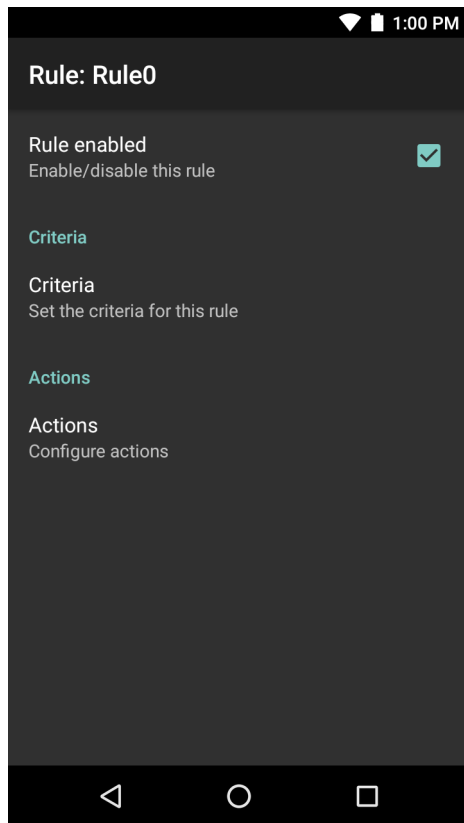 1:00 PM
Rule: Rule0
Rule enabled
Enable/disable this rule
Criteria
Criteria
Set the criteria for this rule
Actions
Actions
Configure actions